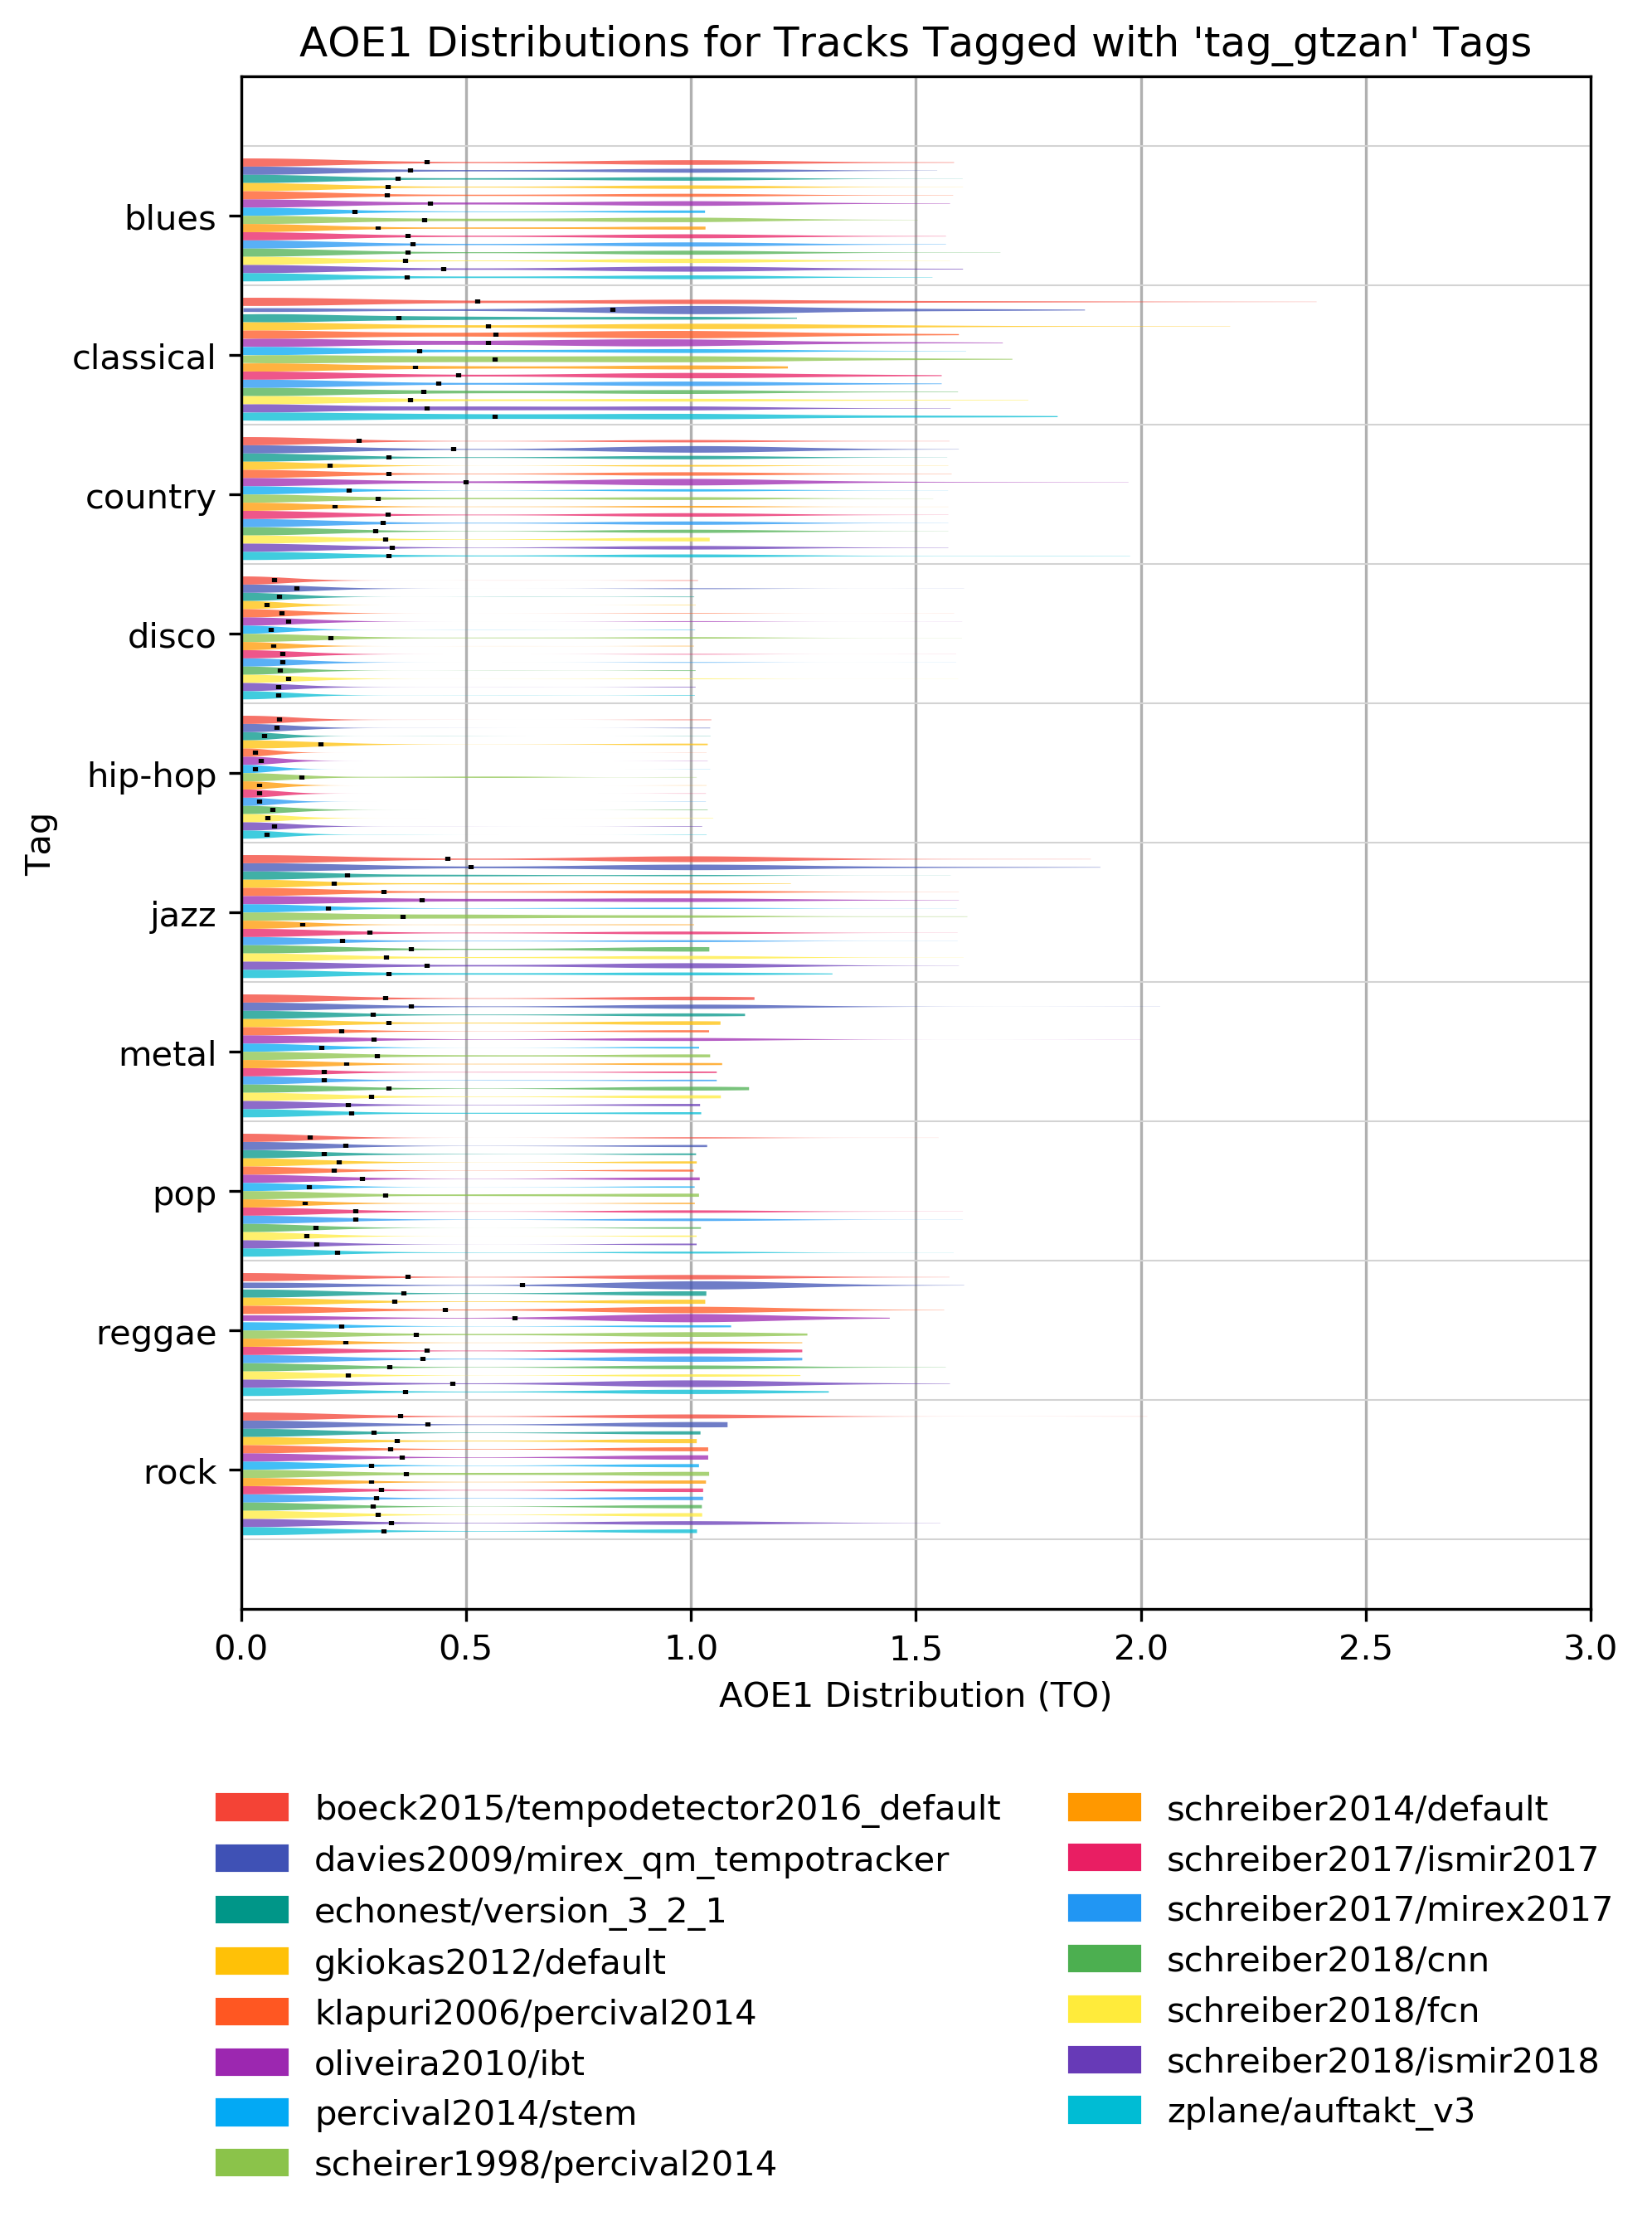 AOE1 Distributions for Tracks Tagged with 'tag_gtzan' Tags
blues
classical
country
disco
hip-hop
jazz
metal
pop
reggae
rock
Tag
0.0 0.5 1.0 1.5 2.0 2.5 3.0
AOE1 Distribution (TO)
boeck2015/tempodetector2016_default
davies2009/mirex_qm_tempotracker
echonest/version_3_2_1
gkiokas2012/default
klapuri2006/percival2014
oliveira2010/ibt
percival2014/stem
scheirer1998/percival2014
schreiber2014/default
schreiber2017/ismir2017
schreiber2017/mirex2017
schreiber2018/cnn
schreiber2018/fcn
schreiber2018/ismir2018
zplane/auftakt_v3